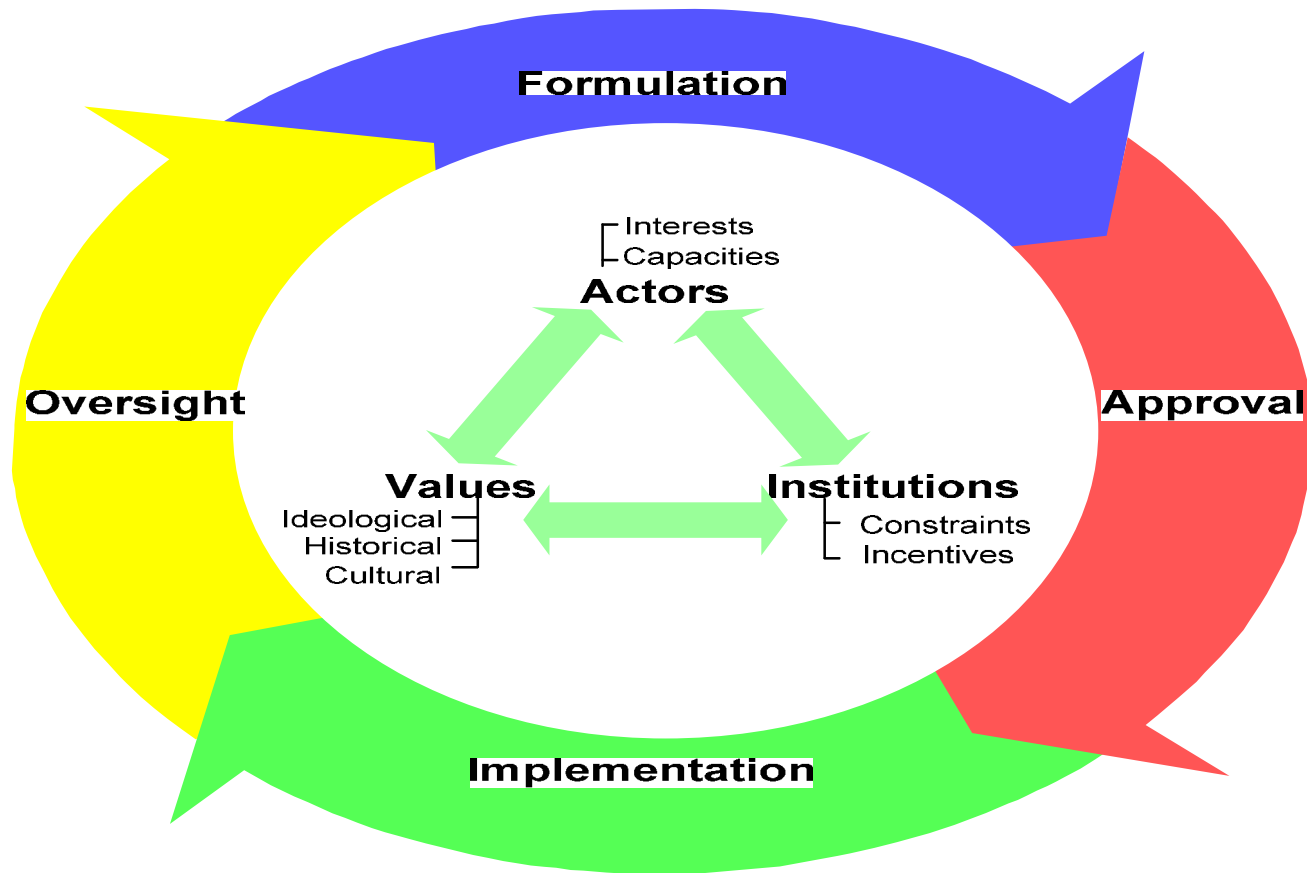 Formulation
Interests
Capacities
Actors
Oversight
Approval
Values
Institutions
Ideological
Constraints
Historical
Incentives
Cultural
Implementation